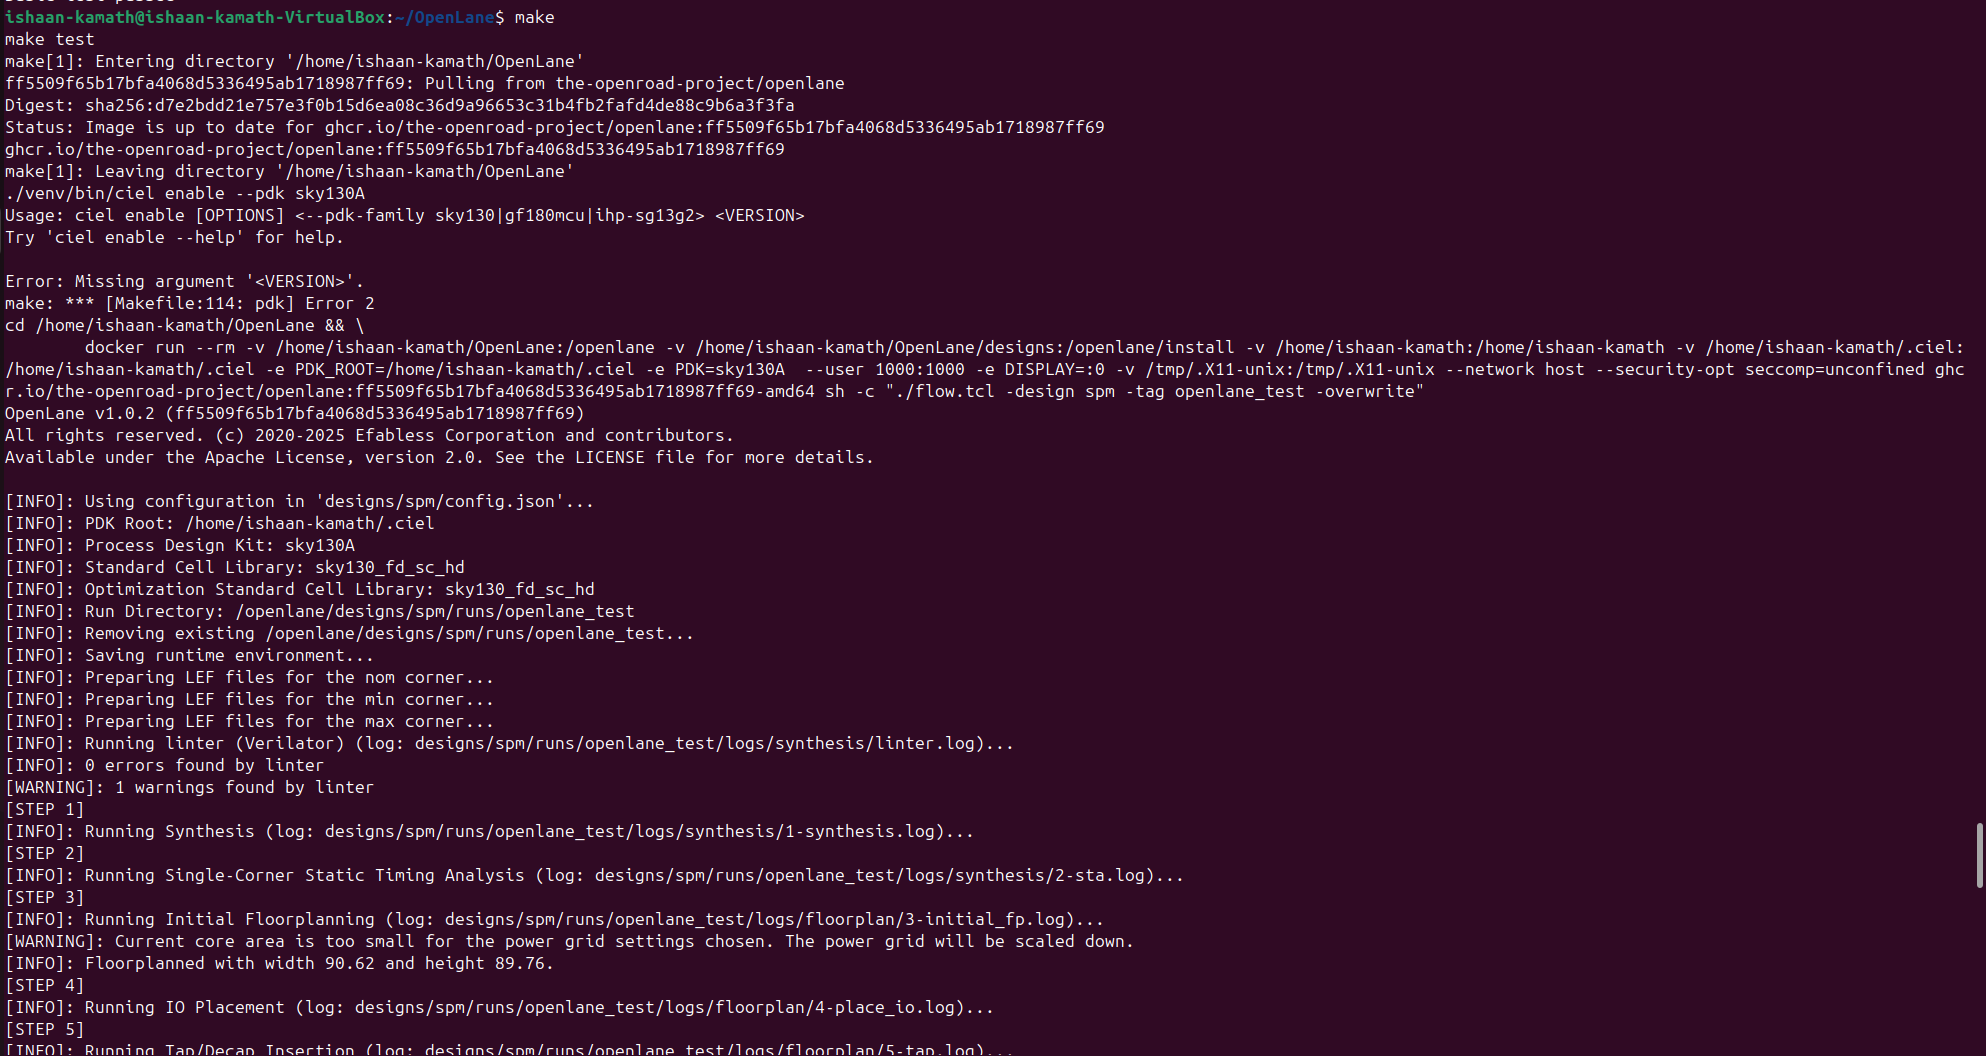 ishaan-kamath@ishaan-kamath-VirtualBox:~/OpenLane$ make
make test
make[1]: Entering directory '/home/ishaan-kamath/OpenLane'
ff5509f65b17bfa4068d5336495ab1718987ff69: Pulling from the-openroad-project/openlane
Digest: sha256:d7e2bdd21e757e3f0b15d6ea08c36d9a96653c31b4fb2fafd4de88c9b6a3f3fa
Status: Image is up to date for ghcr.io/the-openroad-project/openlane:ff5509f65b17bfa4068d5336495ab1718987ff69
ghcr.io/the-openroad-project/openlane:ff5509f65b17bfa4068d5336495ab1718987ff69
make[1]: Leaving directory '/home/ishaan-kamath/OpenLane'
./venv/bin/ciel enable --pdk sky130A
Usage: ciel enable [OPTIONS] <--pdk-family sky130|gf180mcu|ihp-sg13g2> <VERSION>
Try 'ciel enable --help' for help.

Error: Missing argument '<VERSION>'.
make: *** [Makefile:114: pdk] Error 2
cd /home/ishaan-kamath/OpenLane && \
        docker run --rm -v /home/ishaan-kamath/OpenLane:/openlane -v /home/ishaan-kamath/OpenLane/designs:/openlane/install -v /home/ishaan-kamath:/home/ishaan-kamath -v /home/ishaan-kamath/.ciel:
/home/ishaan-kamath/.ciel -e PDK_ROOT=/home/ishaan-kamath/.ciel -e PDK=sky130A  --user 1000:1000 -e DISPLAY=:0 -v /tmp/.X11-unix:/tmp/.X11-unix --network host --security-opt seccomp=unconfined ghc
r.io/the-openroad-project/openlane:ff5509f65b17bfa4068d5336495ab1718987ff69-amd64 sh -c "./flow.tcl -design spm -tag openlane_test -overwrite"
OpenLane v1.0.2 (ff5509f65b17bfa4068d5336495ab1718987ff69)
All rights reserved. (c) 2020-2025 Efabless Corporation and contributors.
Available under the Apache License, version 2.0. See the LICENSE file for more details.

[INFO]: Using configuration in 'designs/spm/config.json'...
[INFO]: PDK Root: /home/ishaan-kamath/.ciel
[INFO]: Process Design Kit: sky130A
[INFO]: Standard Cell Library: sky130_fd_sc_hd
[INFO]: Optimization Standard Cell Library: sky130_fd_sc_hd
[INFO]: Run Directory: /openlane/designs/spm/runs/openlane_test
[INFO]: Removing existing /openlane/designs/spm/runs/openlane_test...
[INFO]: Saving runtime environment...
[INFO]: Preparing LEF files for the nom corner...
[INFO]: Preparing LEF files for the min corner...
[INFO]: Preparing LEF files for the max corner...
[INFO]: Running linter (Verilator) (log: designs/spm/runs/openlane_test/logs/synthesis/linter.log)...
[INFO]: 0 errors found by linter
[WARNING]: 1 warnings found by linter
[STEP 1]
[INFO]: Running Synthesis (log: designs/spm/runs/openlane_test/logs/synthesis/1-synthesis.log)...
[STEP 2]
[INFO]: Running Single-Corner Static Timing Analysis (log: designs/spm/runs/openlane_test/logs/synthesis/2-sta.log)...
[STEP 3]
[INFO]: Running Initial Floorplanning (log: designs/spm/runs/openlane_test/logs/floorplan/3-initial_fp.log)...
[WARNING]: Current core area is too small for the power grid settings chosen. The power grid will be scaled down.
[INFO]: Floorplanned with width 90.62 and height 89.76.
[STEP 4]
[INFO]: Running IO Placement (log: designs/spm/runs/openlane_test/logs/floorplan/4-place_io.log)...
[STEP 5]
[INFO]: Running Tap/Decap Insertion (log: designs/spm/runs/openlane_test/logs/floorplan/5-tap.log)...